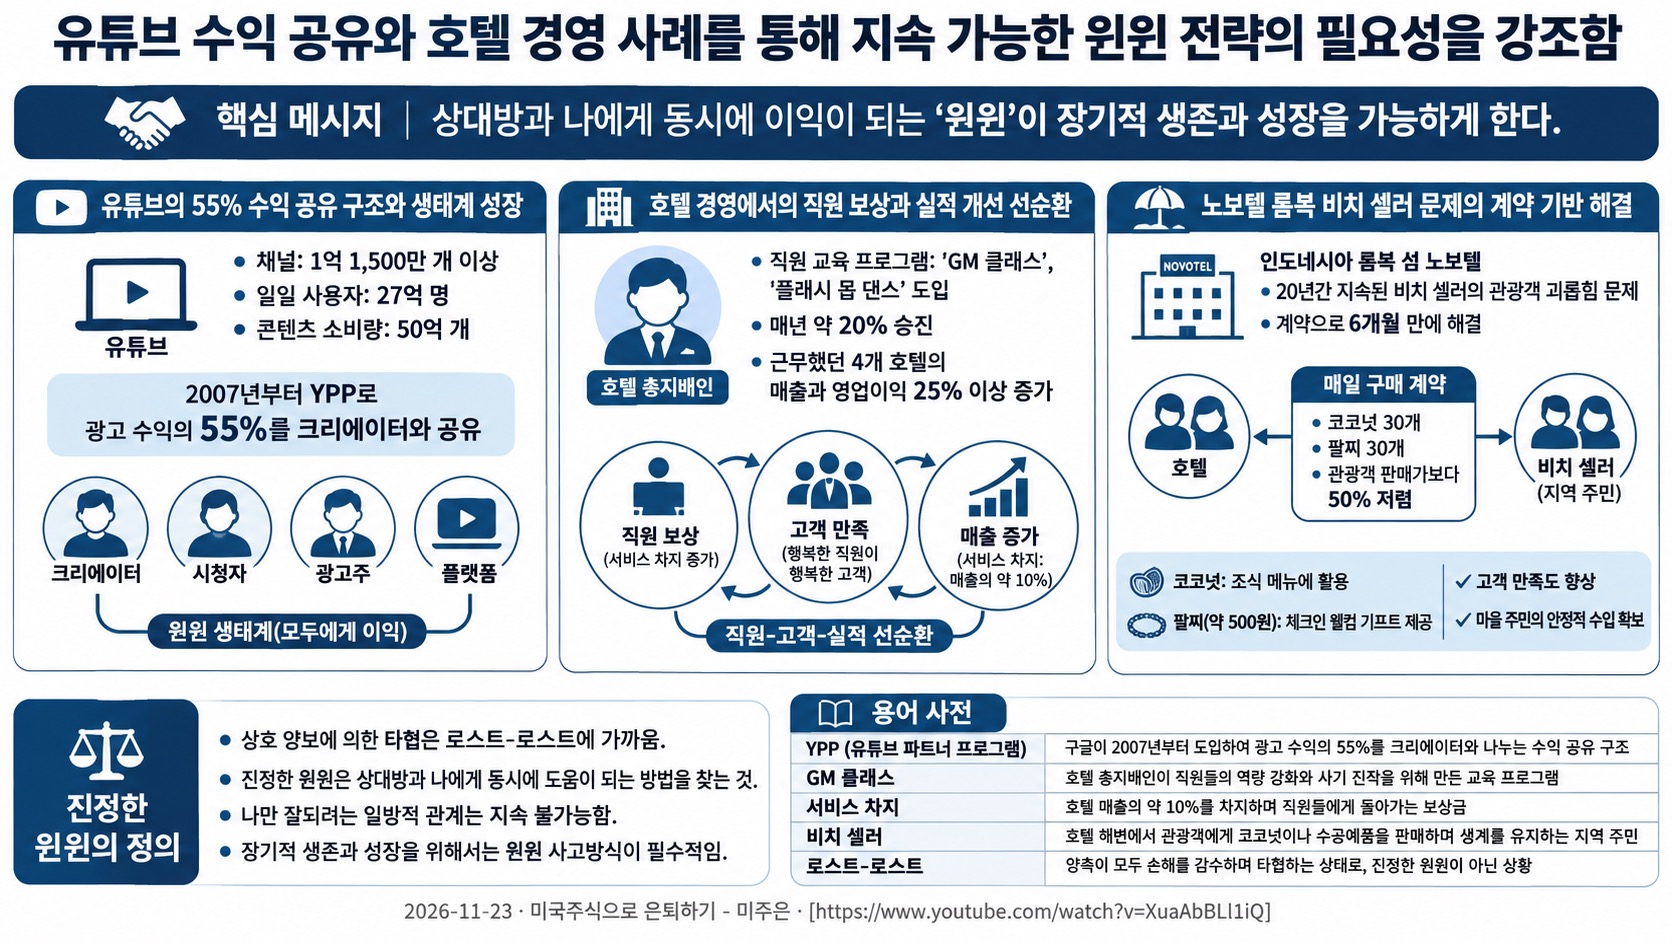 유튜브 수익 공유와 호텔 경영 사례를 통해 지속 가능한 윈윈 전략의 필요성을 강조함
핵심 메시지 | 상대방과 나에게 동시에 이익이 되는 ‘윈윈’이 장기적 생존과 성장을 가능하게 한다.
유튜브의 55% 수익 공유 구조와 생태계 성장
유튜브
• 채널: 1억 1,500만 개 이상
• 일일 사용자: 27억 명
• 콘텐츠 소비량: 50억 개
2007년부터 YPP로
광고 수익의 55%를 크리에이터와 공유
크리에이터
시청자
광고주
플랫폼
윈윈 생태계(모두에게 이익)
호텔 경영에서의 직원 보상과 실적 개선 선순환
호텔 총지배인
• 직원 교육 프로그램: 'GM 클래스',
'플래시 몹 댄스' 도입
• 매년 약 20% 승진
• 근무했던 4개 호텔의
매출과 영업이익 25% 이상 증가
직원 보상
(서비스 차지 증가)
고객 만족
(행복한 직원이
행복한 고객)
매출 증가
(서비스 차지:
매출의 약 10%)
직원-고객-실적 선순환
노보텔 롬복 비치 셀러 문제의 계약 기반 해결
NOVOTEL
인도네시아 롬복 섬 노보텔
• 20년간 지속된 비치 셀러의 관광객 괴롭힘 문제
• 계약으로 6개월 만에 해결
호텔
매일 구매 계약
• 코코넛 30개
• 팔찌 30개
• 관광객 판매가보다
50% 저렴
비치 셀러
(지역 주민)
코코넛: 조식 메뉴에 활용
팔찌(약 500원): 체크인 웰컴 기프트 제공
✓ 고객 만족도 향상
✓ 마을 주민의 안정적 수입 확보
진정한
윈윈의 정의
• 상호 양보에 의한 타협은 로스트-로스트에 가까움.
• 진정한 윈윈은 상대방과 나에게 동시에 도움이 되는 방법을 찾는 것.
• 나만 잘되려는 일방적 관계는 지속 불가능함.
• 장기적 생존과 성장을 위해서는 윈윈 사고방식이 필수적임.
용어 사전
YPP (유튜브 파트너 프로그램) 구글이 2007년부터 도입하여 광고 수익의 55%를 크리에이터와 나누는 수익 공유 구조
GM 클래스 호텔 총지배인이 직원들의 역량 강화와 사기 진작을 위해 만든 교육 프로그램
서비스 차지 호텔 매출의 약 10%를 차지하며 직원들에게 돌아가는 보상금
비치 셀러 호텔 해변에서 관광객에게 코코넛이나 수공예품을 판매하며 생계를 유지하는 지역 주민
로스트-로스트 양측이 모두 손해를 감수하며 타협하는 상태로, 진정한 윈윈이 아닌 상황
2026-11-23 · 미국주식으로 은퇴하기 - 미주은 · [https://www.youtube.com/watch?v=XuaAbBLl1iQ]